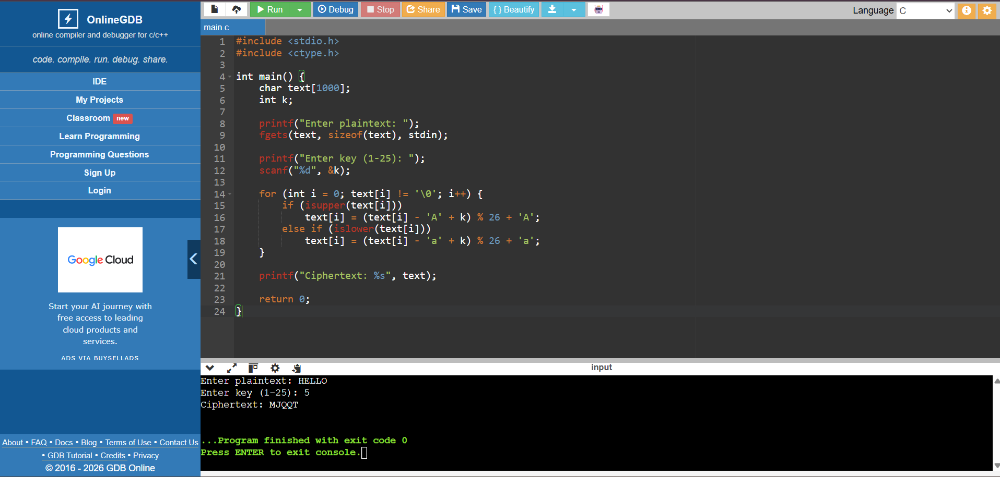 OnlineGDB
online compiler and debugger for c/c++
code. compile. run. debug. share.
IDE
My Projects
Classroom new
Learn Programming
Programming Questions
Sign Up
Login
Google Cloud
Start your AI journey with
free access to leading
cloud products and
services.
ADS VIA BUYSELLADS
About • FAQ • Docs • Blog • Terms of Use • Contact Us
• GDB Tutorial • Credits • Privacy
© 2016 - 2026 GDB Online
Run Debug Stop Share Save { } Beautify Language C
main.c
1 #include <stdio.h>
2 #include <ctype.h>
3
4 int main() {
5     char text[1000];
6     int k;
7
8     printf("Enter plaintext: ");
9     fgets(text, sizeof(text), stdin);
10
11     printf("Enter key (1-25): ");
12     scanf("%d", &k);
13
14     for (int i = 0; text[i] != '\0'; i++) {
15         if (isupper(text[i]))
16             text[i] = (text[i] - 'A' + k) % 26 + 'A';
17         else if (islower(text[i]))
18             text[i] = (text[i] - 'a' + k) % 26 + 'a';
19     }
20
21     printf("Ciphertext: %s", text);
22
23     return 0;
24 }
input
Enter plaintext: HELLO
Enter key (1-25): 5
Ciphertext: MJQQT
...Program finished with exit code 0
Press ENTER to exit console.